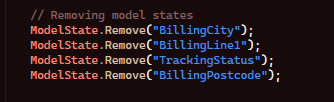 // Removing model states
ModelState.Remove("BillingCity");
ModelState.Remove("BillingLine1");
ModelState.Remove("TrackingStatus");
ModelState.Remove("BillingPostcode");